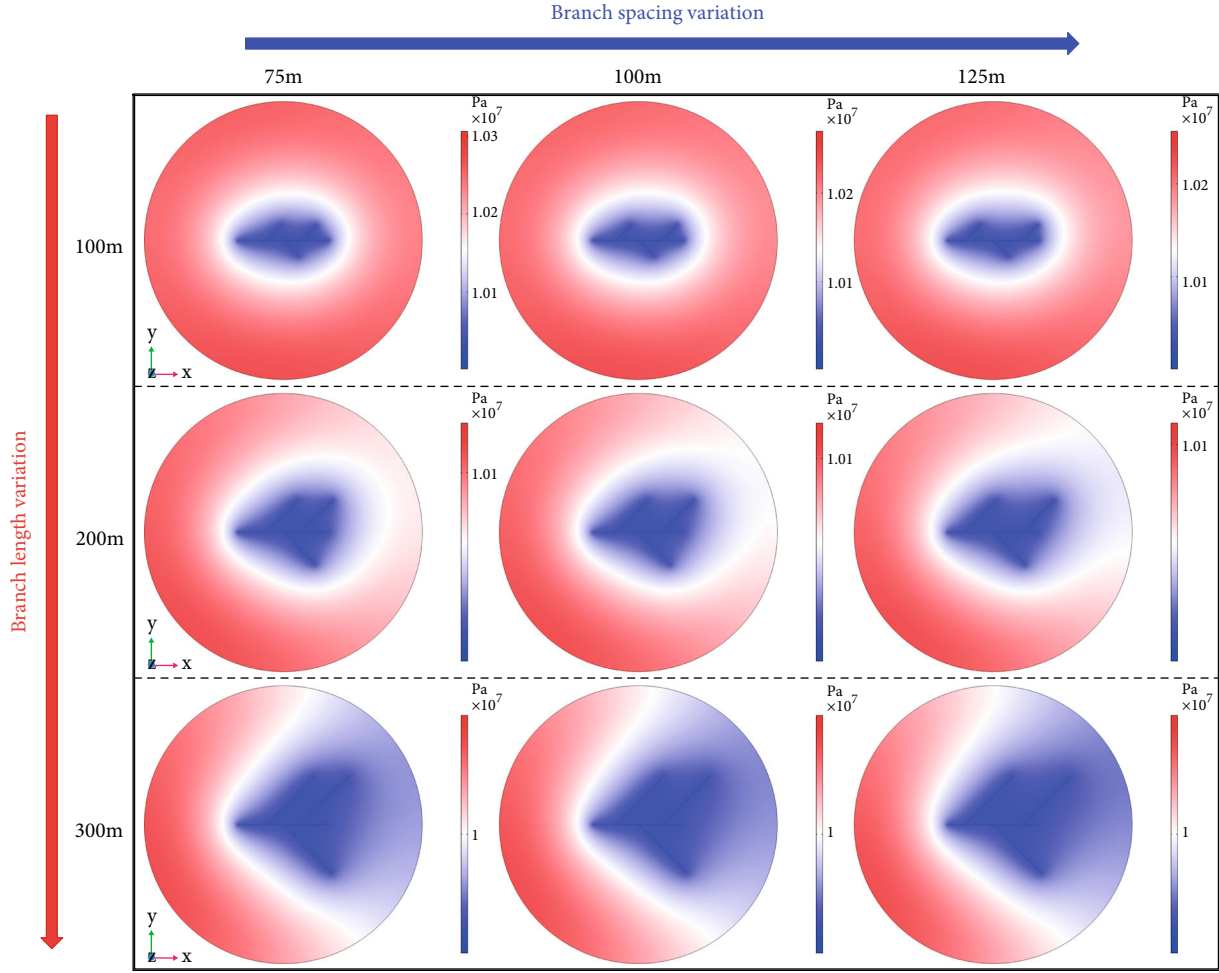 Branch spacing variation
75m
100m
125m
Branch length variation
100m
Pa
×10⁷
1.03
1.02
1.01
y
z
x
Pa
×10⁷
1.02
1.01
Pa
×10⁷
1.02
1.01
200m
Pa
×10⁷
1.01
y
z
x
Pa
×10⁷
1.01
Pa
×10⁷
1.01
300m
Pa
×10⁷
1
y
z
x
Pa
×10⁷
1
Pa
×10⁷
1